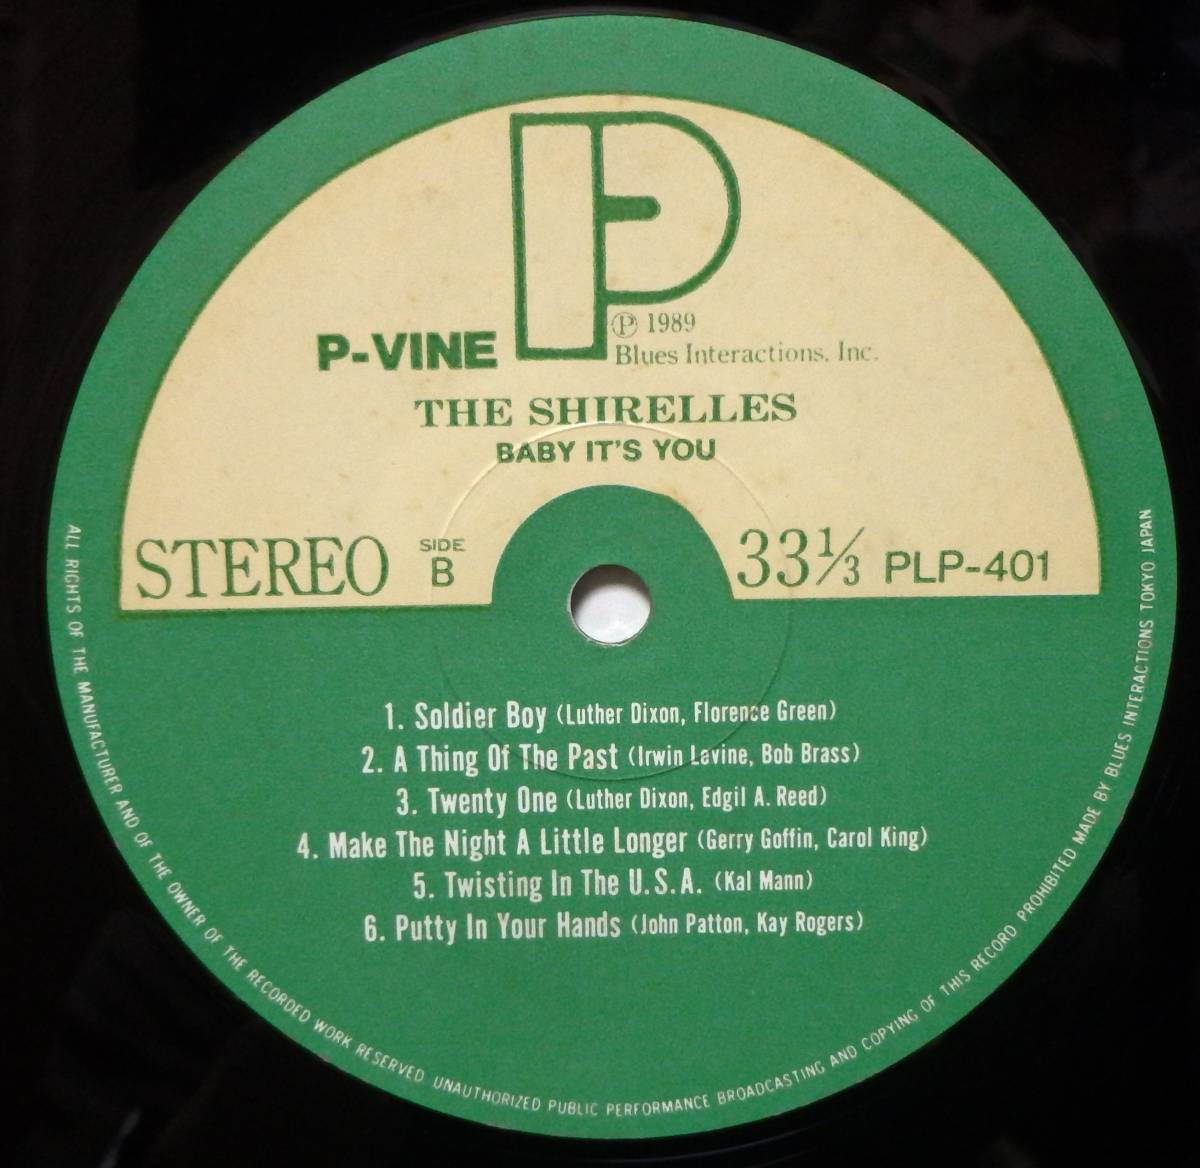 P
P-VINE
℗ 1989
Blues Interactions, Inc.
THE SHIRELLES
BABY IT'S YOU
STEREO
SIDE
B
33⅓ PLP-401
1. Soldier Boy (Luther Dixon, Florence Green)
2. A Thing Of The Past (Irwin Levine, Bob Brass)
3. Twenty One (Luther Dixon, Edgil A. Reed)
4. Make The Night A Little Longer (Gerry Goffin, Carol King)
5. Twisting In The U.S.A. (Kal Mann)
6. Putty In Your Hands (John Patton, Kay Rogers)
ALL RIGHTS OF THE MANUFACTURER AND OF THE OWNER OF THE RECORDED WORK RESERVED UNAUTHORIZED PUBLIC PERFORMANCE BROADCASTING AND COPYING OF THIS RECORD PROHIBITED MADE BY BLUES INTERACTIONS TOKYO JAPAN